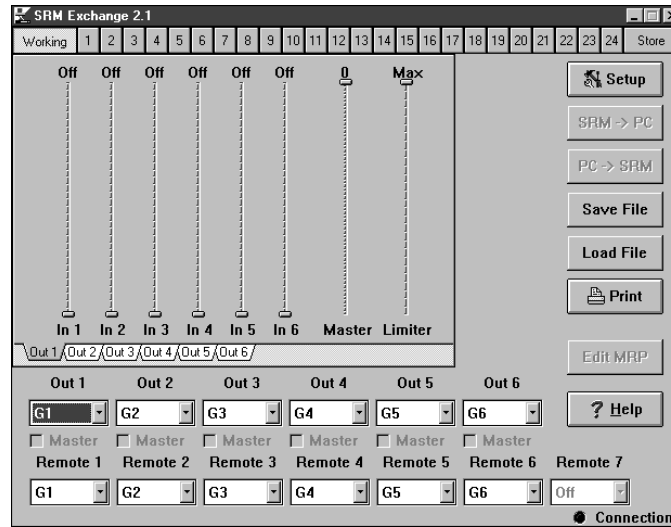 SRM Exchange 2.1
Working 1 2 3 4 5 6 7 8 9 10 11 12 13 14 15 16 17 18 19 20 21 22 23 24 Store
Off Off Off Off Off Off 0 Max
In 1 In 2 In 3 In 4 In 5 In 6 Master Limiter
Out 1 Out 2 Out 3 Out 4 Out 5 Out 6
Setup
SRM -> PC
PC -> SRM
Save File
Load File
Print
Edit MRP
? Help
Out 1 Out 2 Out 3 Out 4 Out 5 Out 6
G1 G2 G3 G4 G5 G6
Master Master Master Master Master Master
Remote 1 Remote 2 Remote 3 Remote 4 Remote 5 Remote 6 Remote 7
G1 G2 G3 G4 G5 G6 Off
Connection